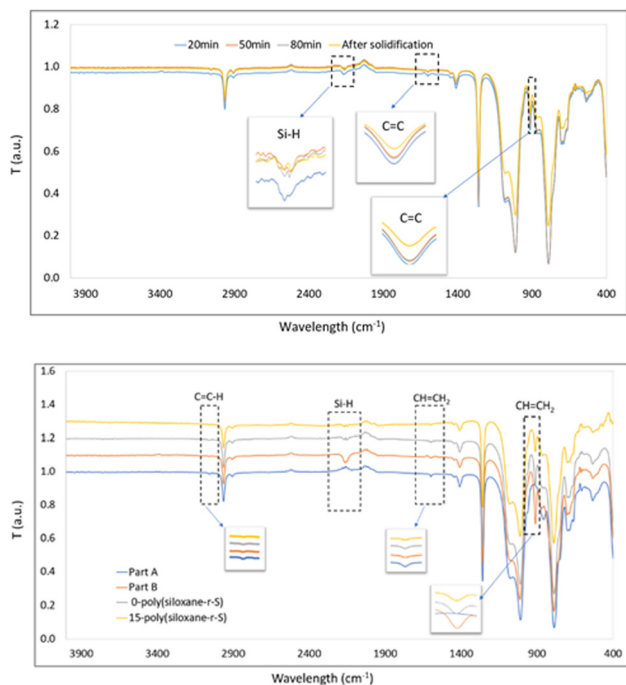 1.2
20min 50min 80min After solidification
1.0
0.8
Si-H
C=C
0.6
T (a.u.)
0.4
C=C
0.2
0.0
3900 2900 2400 1900 1400 900 400
Wavelength (cm-1)
1.6
C=C-H
Si-H
CH=CH2
CH=CH2
1.4
1.2
1.0
0.8
T (a.u.)
0.6
Part A
Part B
0.4
0-poly(siloxane-r-S)
0.2
15-poly(siloxane-r-S)
0.0
3900 3400 2900 2400 1900 1400 900 400
Wavelength (cm-1)